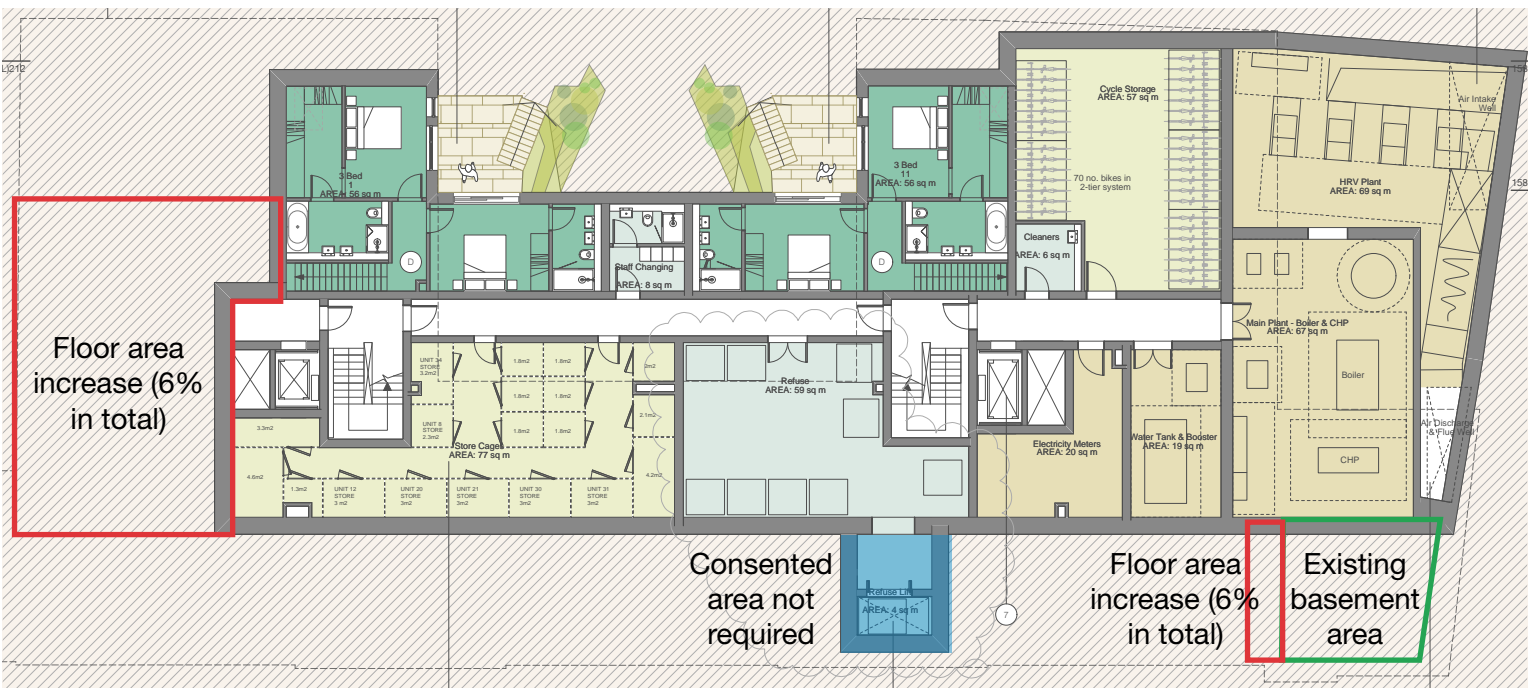 L)212
3 Bed
1
AREA: 56 sq m
D
Staff Changing
AREA: 8 sq m
3 Bed
11
AREA: 56 sq m
D
Cycle Storage
AREA: 57 sq m
70 no. bikes in
2-tier system
Cleaners
AREA: 6 sq m
Air Intake
Well
158
158
HRV Plant
AREA: 69 sq m
Main Plant - Boiler & CHP
AREA: 67 sq m
Boiler
CHP
Air Discharge
& Flue Well
Floor area
increase (6%
in total)
UNIT 34
STORE
3.2m2
1.8m2
1.8m2
2m2
1.8m2
1.8m2
UNIT 8
STORE
2.3m2
1.8m2
1.8m2
2.1m2
3.3m2
Store Cages
AREA: 77 sq m
4.6m2
1.3m2
UNIT 12
STORE
3 m2
UNIT 20
STORE
3m2
UNIT 21
STORE
3m2
UNIT 30
STORE
3m2
UNIT 31
STORE
3m2
4.2m2
Refuse
AREA: 59 sq m
Electricity Meters
AREA: 20 sq m
Water Tank & Booster
AREA: 19 sq m
Consented
area not
required
Refuse Lift
AREA: 4 sq m
7
Floor area
increase (6%
in total)
Existing
basement
area